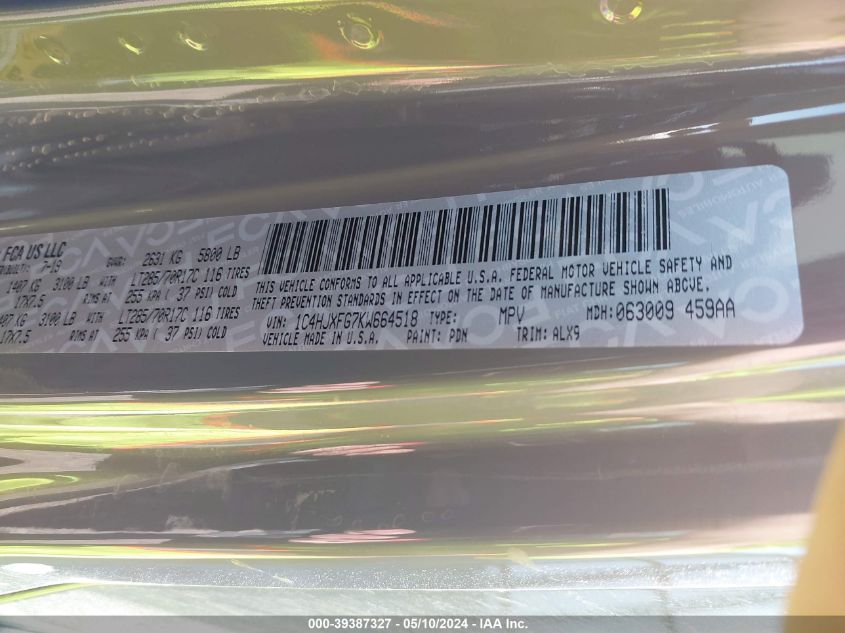 FCA US LLC
7-19 GVWR: 2631 KG 5800 LB
1407 KG 3100 LB WITH LT285/70R17C 116 TIRES
17X7.5 RIMS AT 255 KPA ( 37 PSI) COLD
3100 LB WITH LT285/70R17C 116 TIRES
17X7.5 RIMS AT 255 KPA ( 37 PSI) COLD
THIS VEHICLE CONFORMS TO ALL APPLICABLE U.S.A. FEDERAL MOTOR VEHICLE SAFETY AND
THEFT PREVENTION STANDARDS IN EFFECT ON THE DATE OF MANUFACTURE SHOWN ABOVE.
VIN: 1C4HJXFG7KW664518 TYPE: MPV MDH: 063009 459AA
VEHICLE MADE IN U.S.A. PAINT: PDN TRIM: ALX9
000-39387327 - 05/10/2024 - IAA Inc.